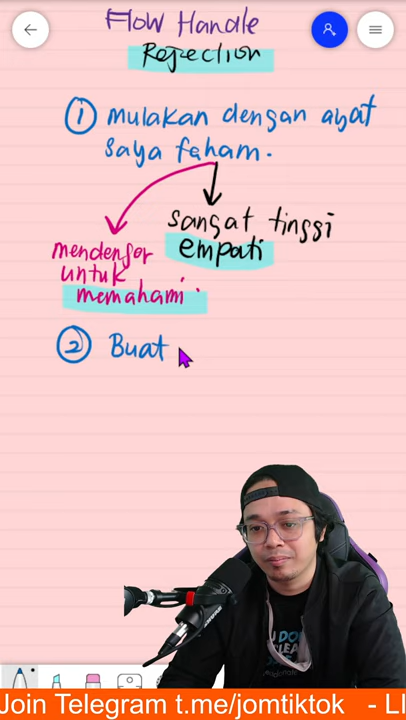 Flow Handle
Rejection
① Mulakan dengan ayat
saya faham.
sangat tinggi
empati
mendengar
untuk
memahami.
② Buat
Join Telegram t.me/jomtiktok - LI